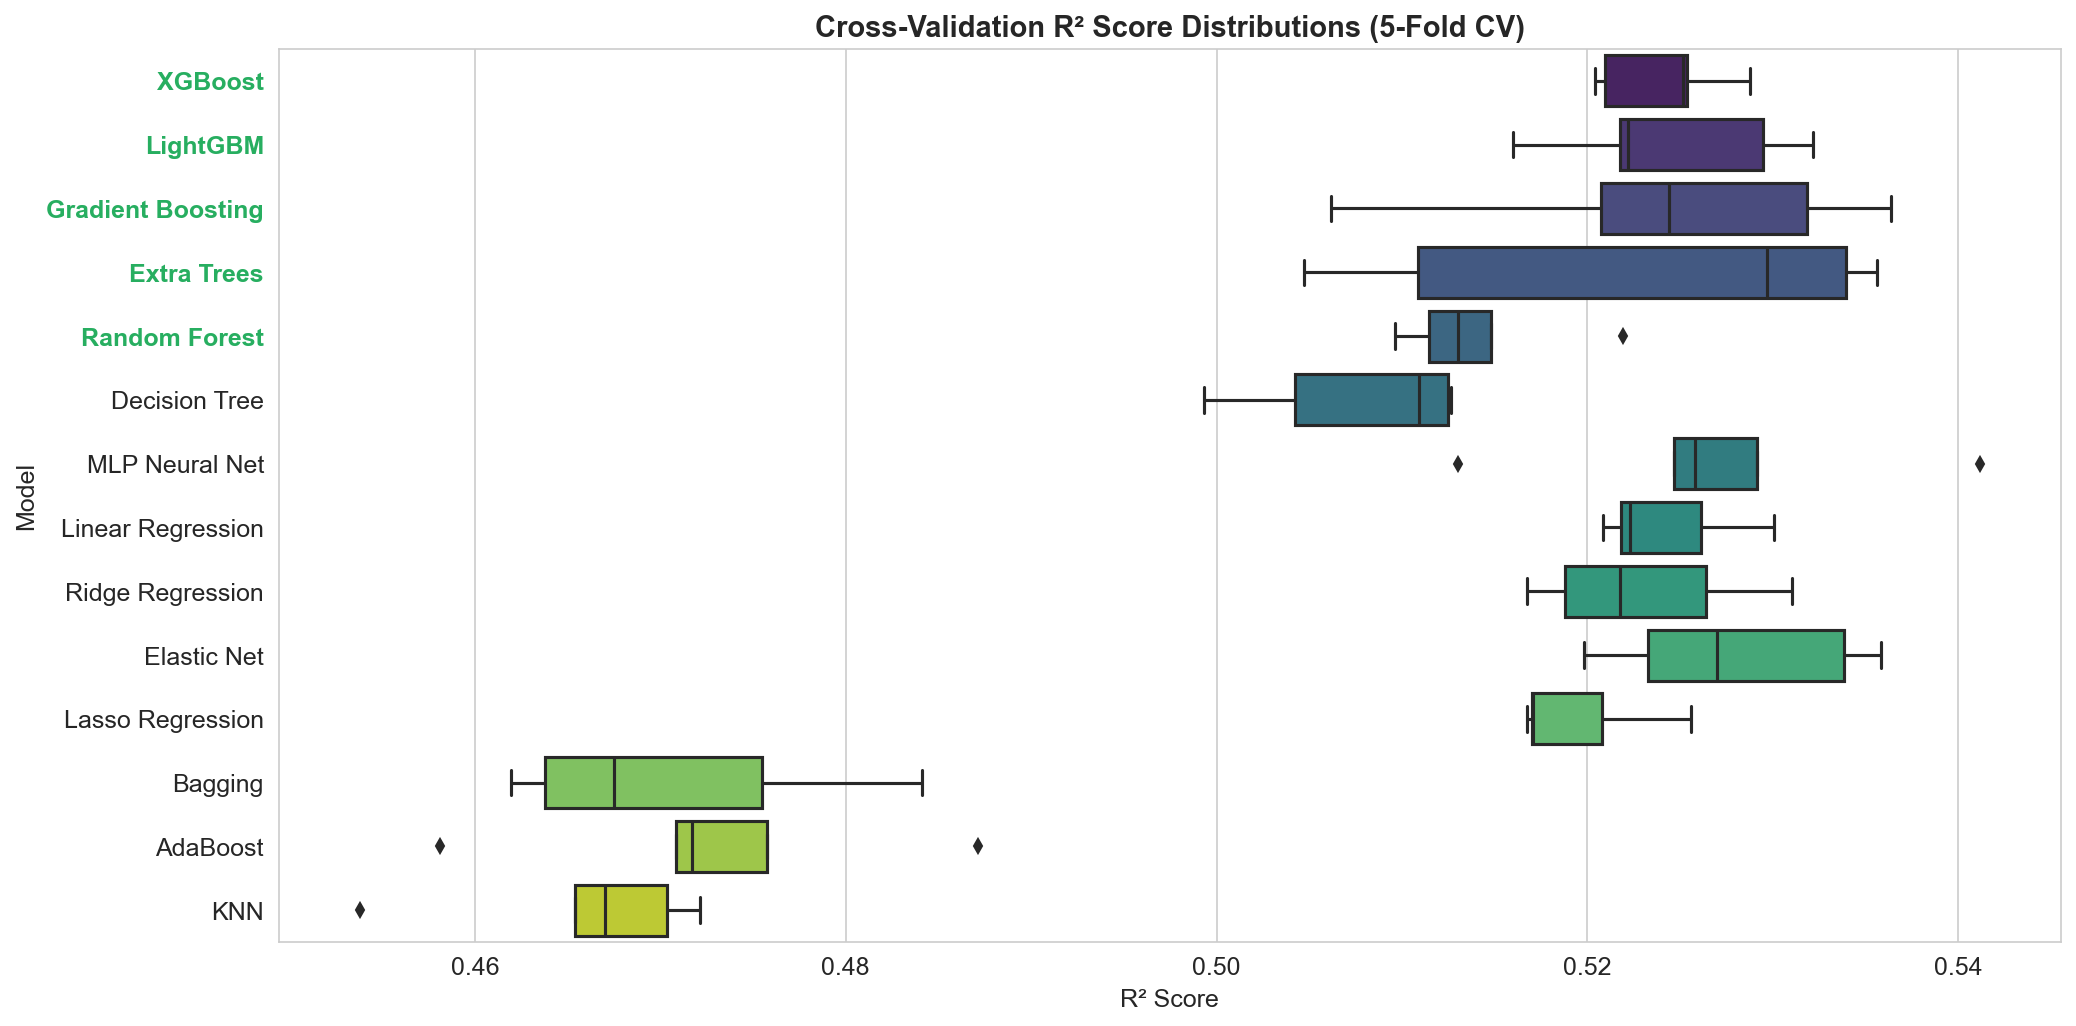 Cross-Validation R² Score Distributions (5-Fold CV)
XGBoost
LightGBM
Gradient Boosting
Extra Trees
Random Forest
Decision Tree
MLP Neural Net
Linear Regression
Ridge Regression
Elastic Net
Lasso Regression
Bagging
AdaBoost
KNN
Model
0.46 0.48 0.50 0.52 0.54
R² Score